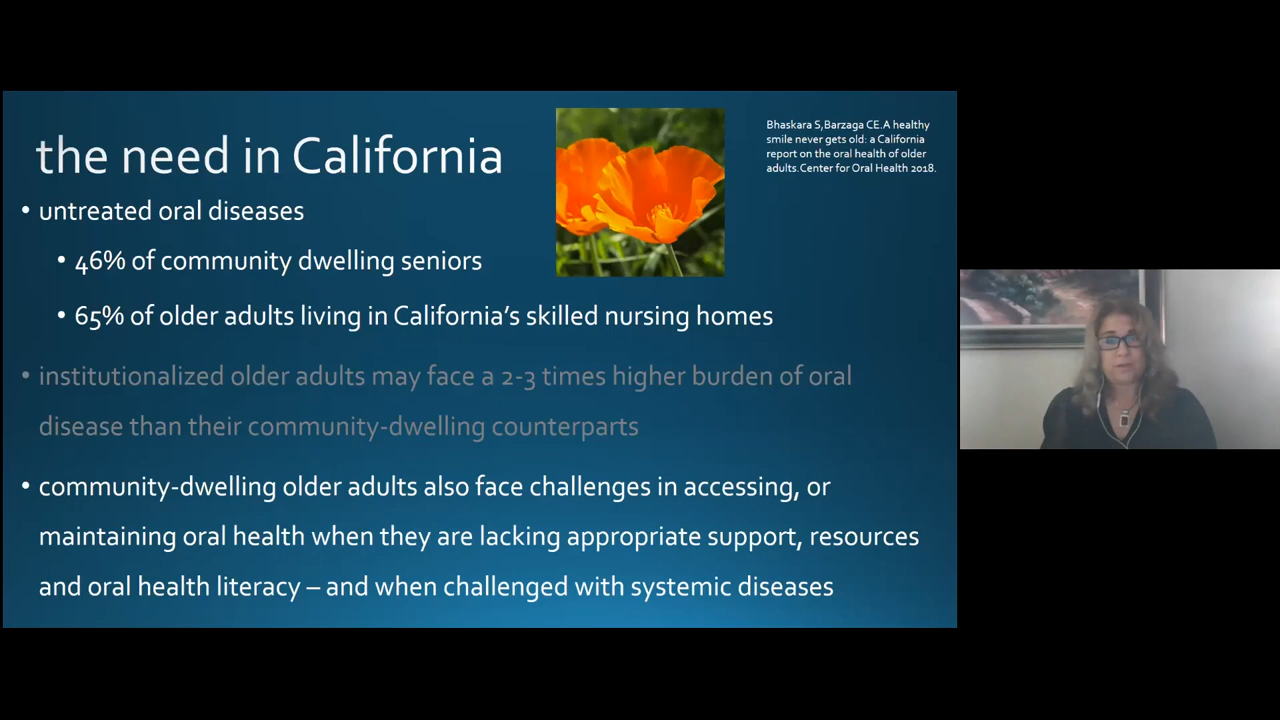 the need in California
Bhaskara S,Barzaga CE.A healthy
smile never gets old: a California
report on the oral health of older
adults.Center for Oral Health 2018.
• untreated oral diseases
• 46% of community dwelling seniors
• 65% of older adults living in California's skilled nursing homes
• institutionalized older adults may face a 2-3 times higher burden of oral
disease than their community-dwelling counterparts
• community-dwelling older adults also face challenges in accessing, or
maintaining oral health when they are lacking appropriate support, resources
and oral health literacy – and when challenged with systemic diseases